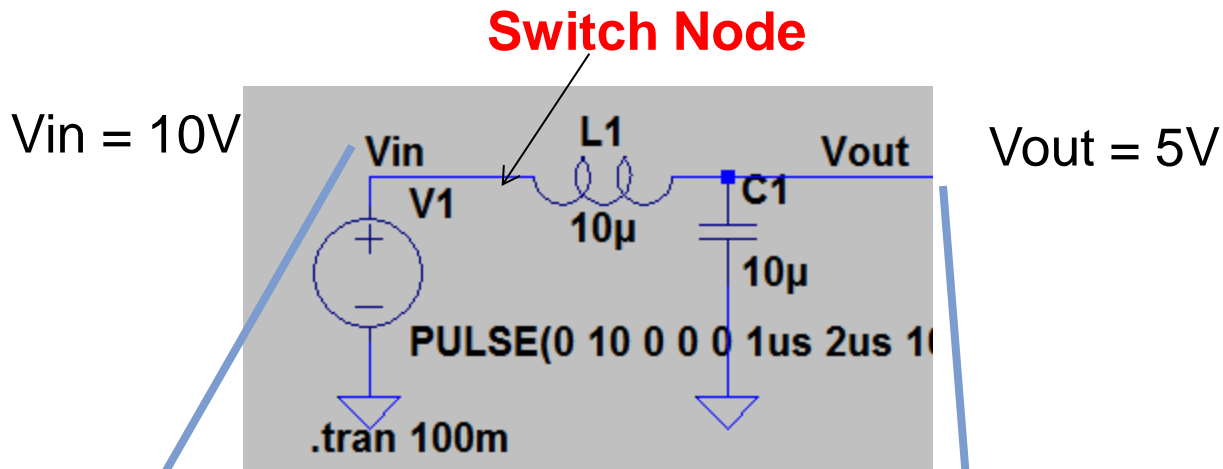 Switch Node
Vin = 10V
Vin
L1
Vout
Vout = 5V
V1
C1
10µ
10µ
PULSE(0 10 0 0 0 1us 2us
.tran 100m